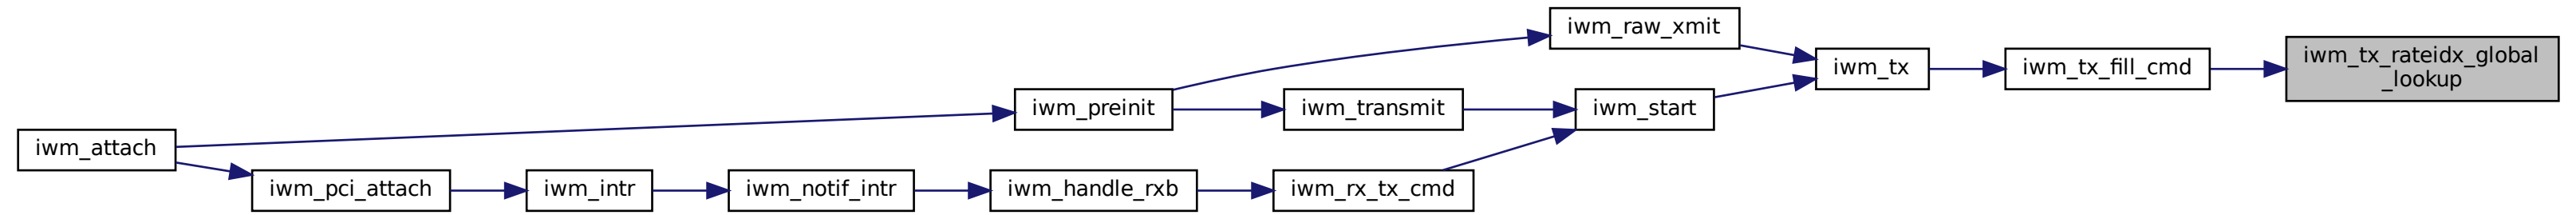 iwm_raw_xmit
iwm_tx_rateidx_global
_lookup
iwm_tx
iwm_tx_fill_cmd
iwm_preinit
iwm_transmit
iwm_start
iwm_attach
iwm_pci_attach
iwm_intr
iwm_notif_intr
iwm_handle_rxb
iwm_rx_tx_cmd